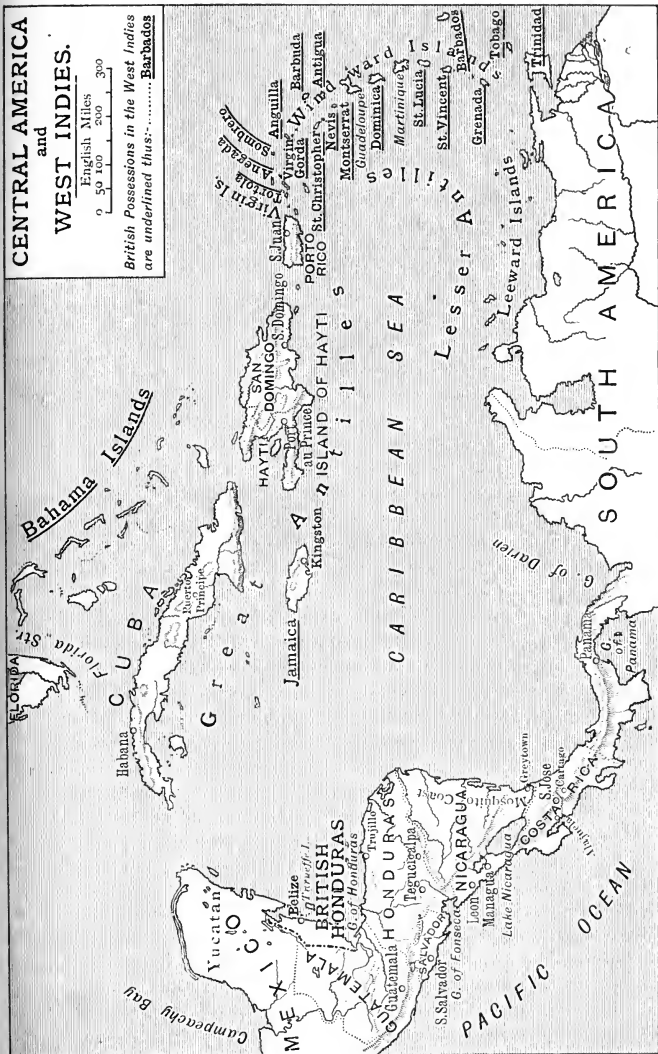 CENTRAL AMERICA
and
WEST INDIES.
English Miles
0 50 100 200 300
British Possessions in the West Indies
are underlined thus:- Barbados
FLORIDA
Florida Str.
Bahama Islands
Habana
CUBA
Puerto
Principe
Great
Antilles
Jamaica
Kingston
HAYTI
SAN
DOMINGO
Port
au Prince
S. Domingo
ISLAND OF HAYTI
S. Juan
PORTO
RICO
Virgin Is.
Tortola
Anegada
Sombrero
Virgin
Gorda
Anguilla
St. Christopher
Barbuda
Nevis
Antigua
Montserrat
Guadeloupe
Dominica
Martinique
St. Lucia
St. Vincent
Barbados
Grenada
Tobago
Trinidad
Windward Islands
Lesser Antilles
Leeward Islands
CARIBBEAN SEA
SOUTH AMERICA
G. of Darien
Panama
G.
of
Panama
Campeachy Bay
Yucatan
MEXICO
Belize
BRITISH
HONDURAS
G. of Honduras
GUATEMALA
Guatemala
Trujillo
HONDURAS
Tegucigalpa
SALVADOR
S. Salvador
G. of Fonseca
NICARAGUA
Leon
Managua
Lake Nicaragua
Mosquito
Coast
Greytown
S. Jose
Cartago
COSTA RICA
PACIFIC OCEAN